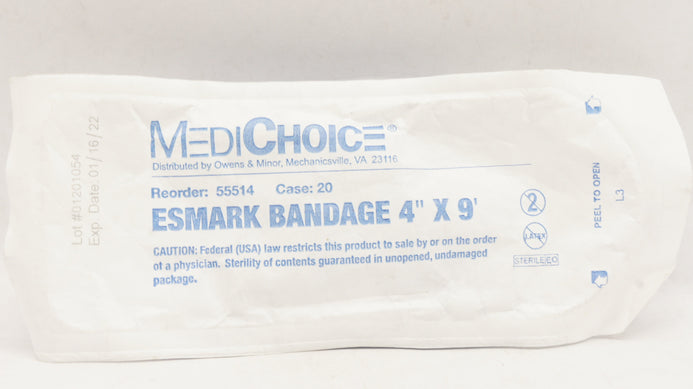 Lot #01201054
Exp. Date: 01/16/22
MEDICHOICE®
Distributed by Owens & Minor, Mechanicsville, VA 23116
Reorder: 55514 Case: 20
ESMARK BANDAGE 4" X 9'
CAUTION: Federal (USA) law restricts this product to sale by or on the order
of a physician. Sterility of contents guaranteed in unopened, undamaged
package.
2
LATEX
STERILE EO
PEEL TO OPEN
L3